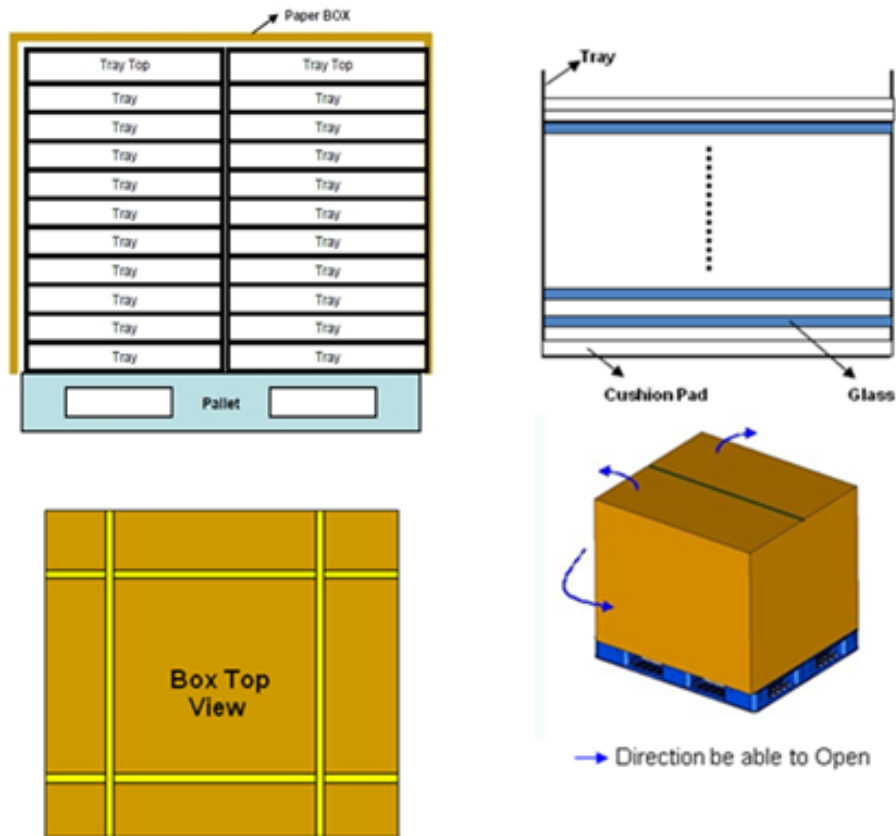 Paper BOX
Tray Top Tray Top
Tray Tray
Tray Tray
Tray Tray
Tray Tray
Tray Tray
Tray Tray
Tray Tray
Tray Tray
Tray Tray
Tray Tray
Pallet
Tray
Cushion Pad Glass
Box Top
View
Direction be able to Open